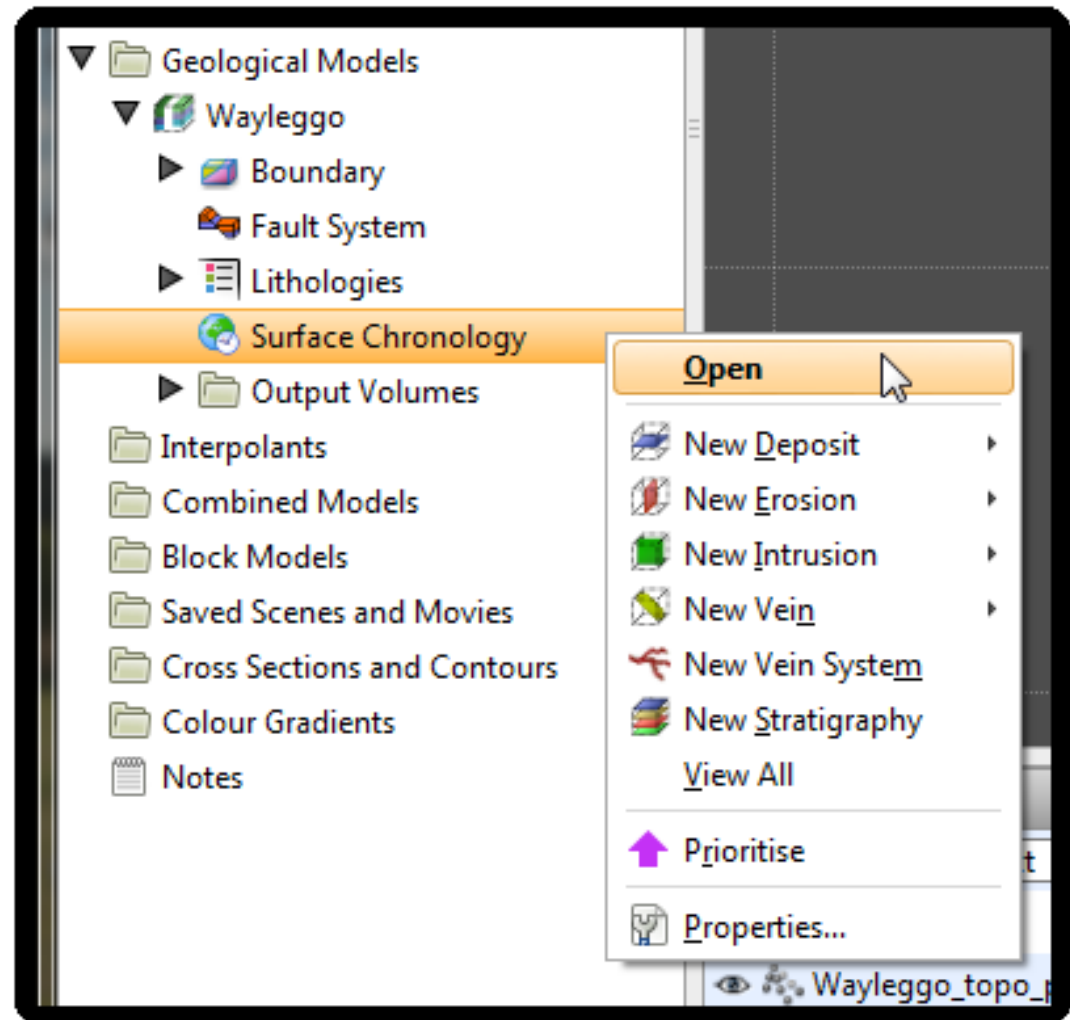 Geological Models
Wayleggo
Boundary
Fault System
Lithologies
Surface Chronology
Output Volumes
Interpolants
Combined Models
Block Models
Saved Scenes and Movies
Cross Sections and Contours
Colour Gradients
Notes
Open
New Deposit
New Erosion
New Intrusion
New Vein
New Vein System
New Stratigraphy
View All
Prioritise
Properties...
t
Wayleggo_topo_p